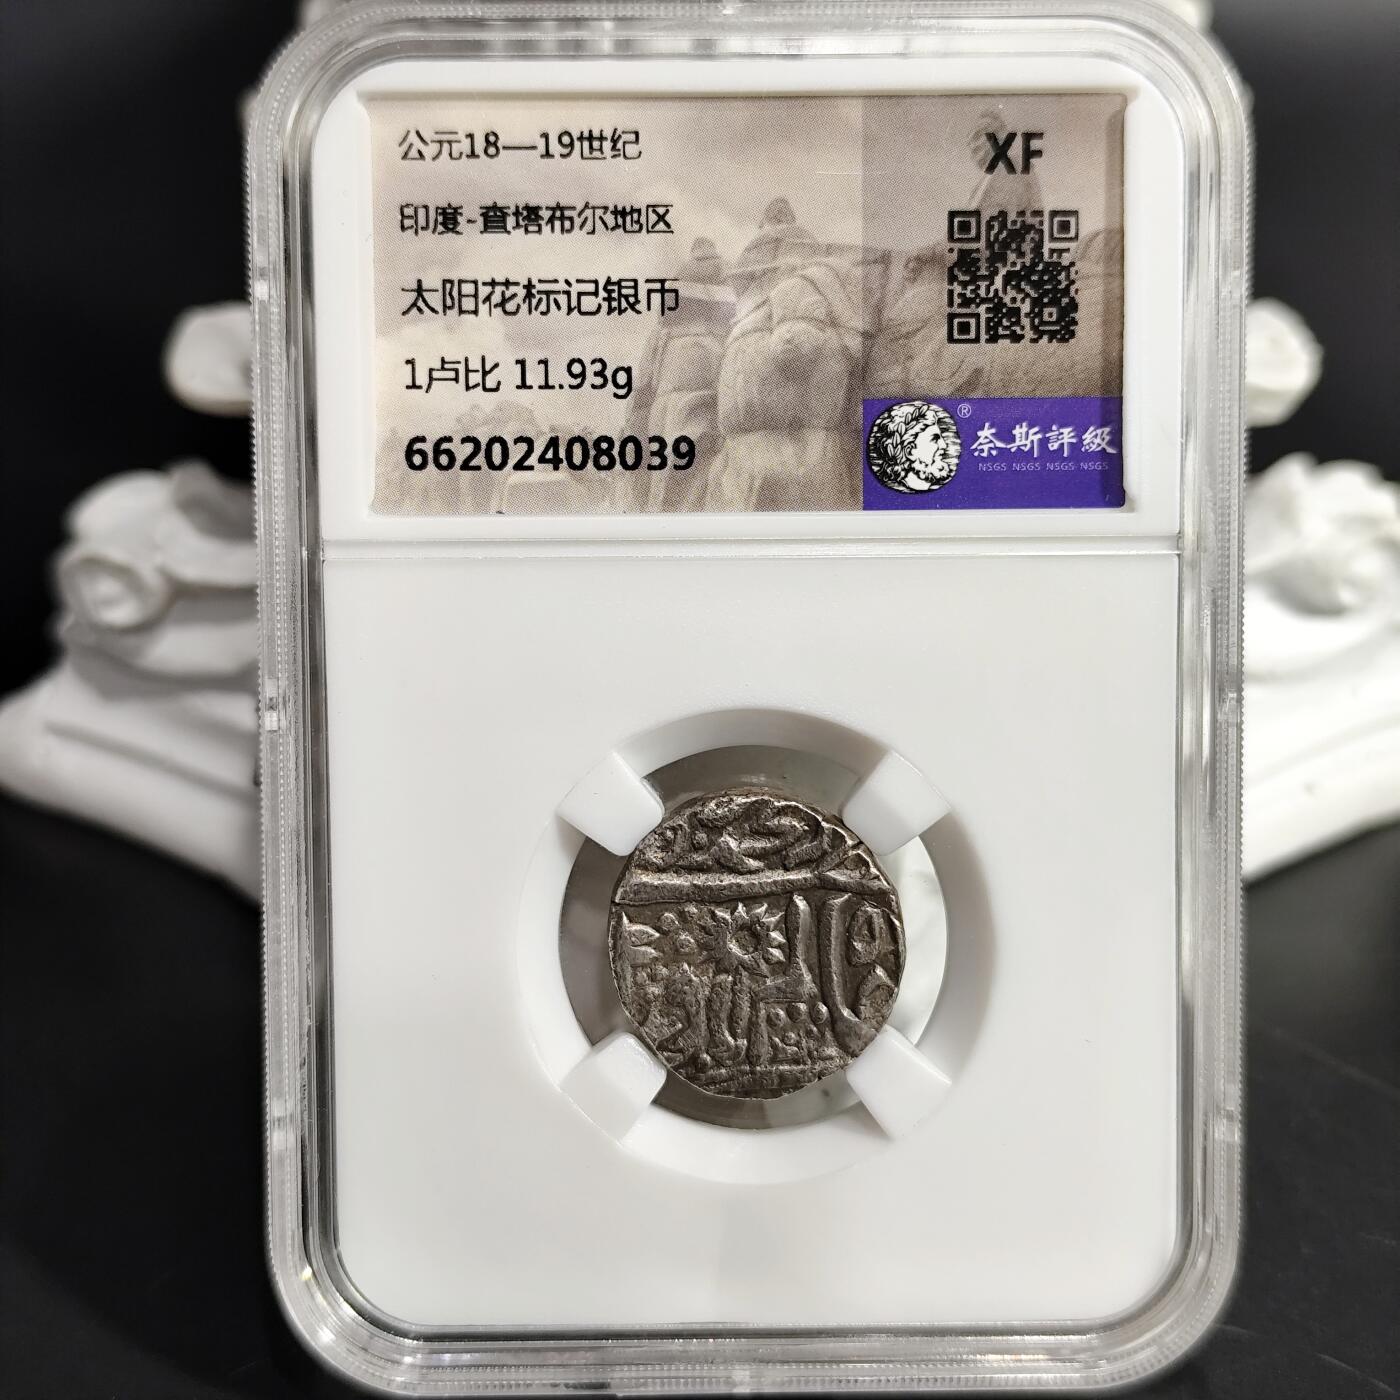 公元18—19世纪
印度-查塔布尔地区
太阳花标记银币
1卢比 11.93g
66202408039
XF
®
奈斯評級
NSGS NSGS NSGS NSGS